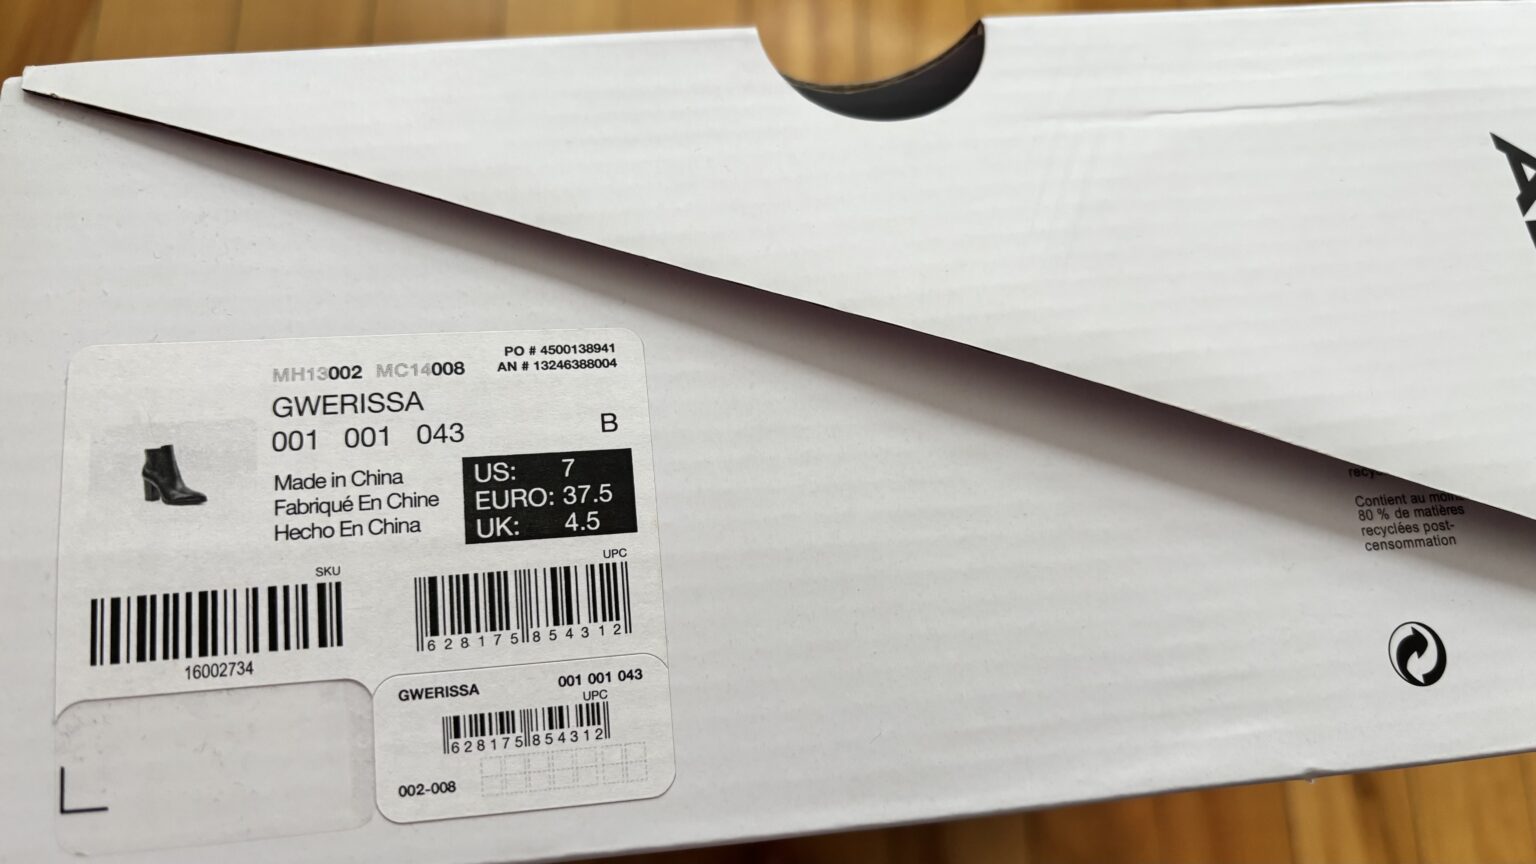 PO # 4500138941
AN # 13246388004
MH13002 MC14008
GWERISSA
001 001 043
B
Made in China
Fabriqué En Chine
Hecho En China
US: 7
EURO: 37.5
UK: 4.5
SKU
16002734
UPC
628175854312
GWERISSA
001 001 043
UPC
628175854312
002-008
L
A
Contient au
80 % de matières
recyclées post-
censommation